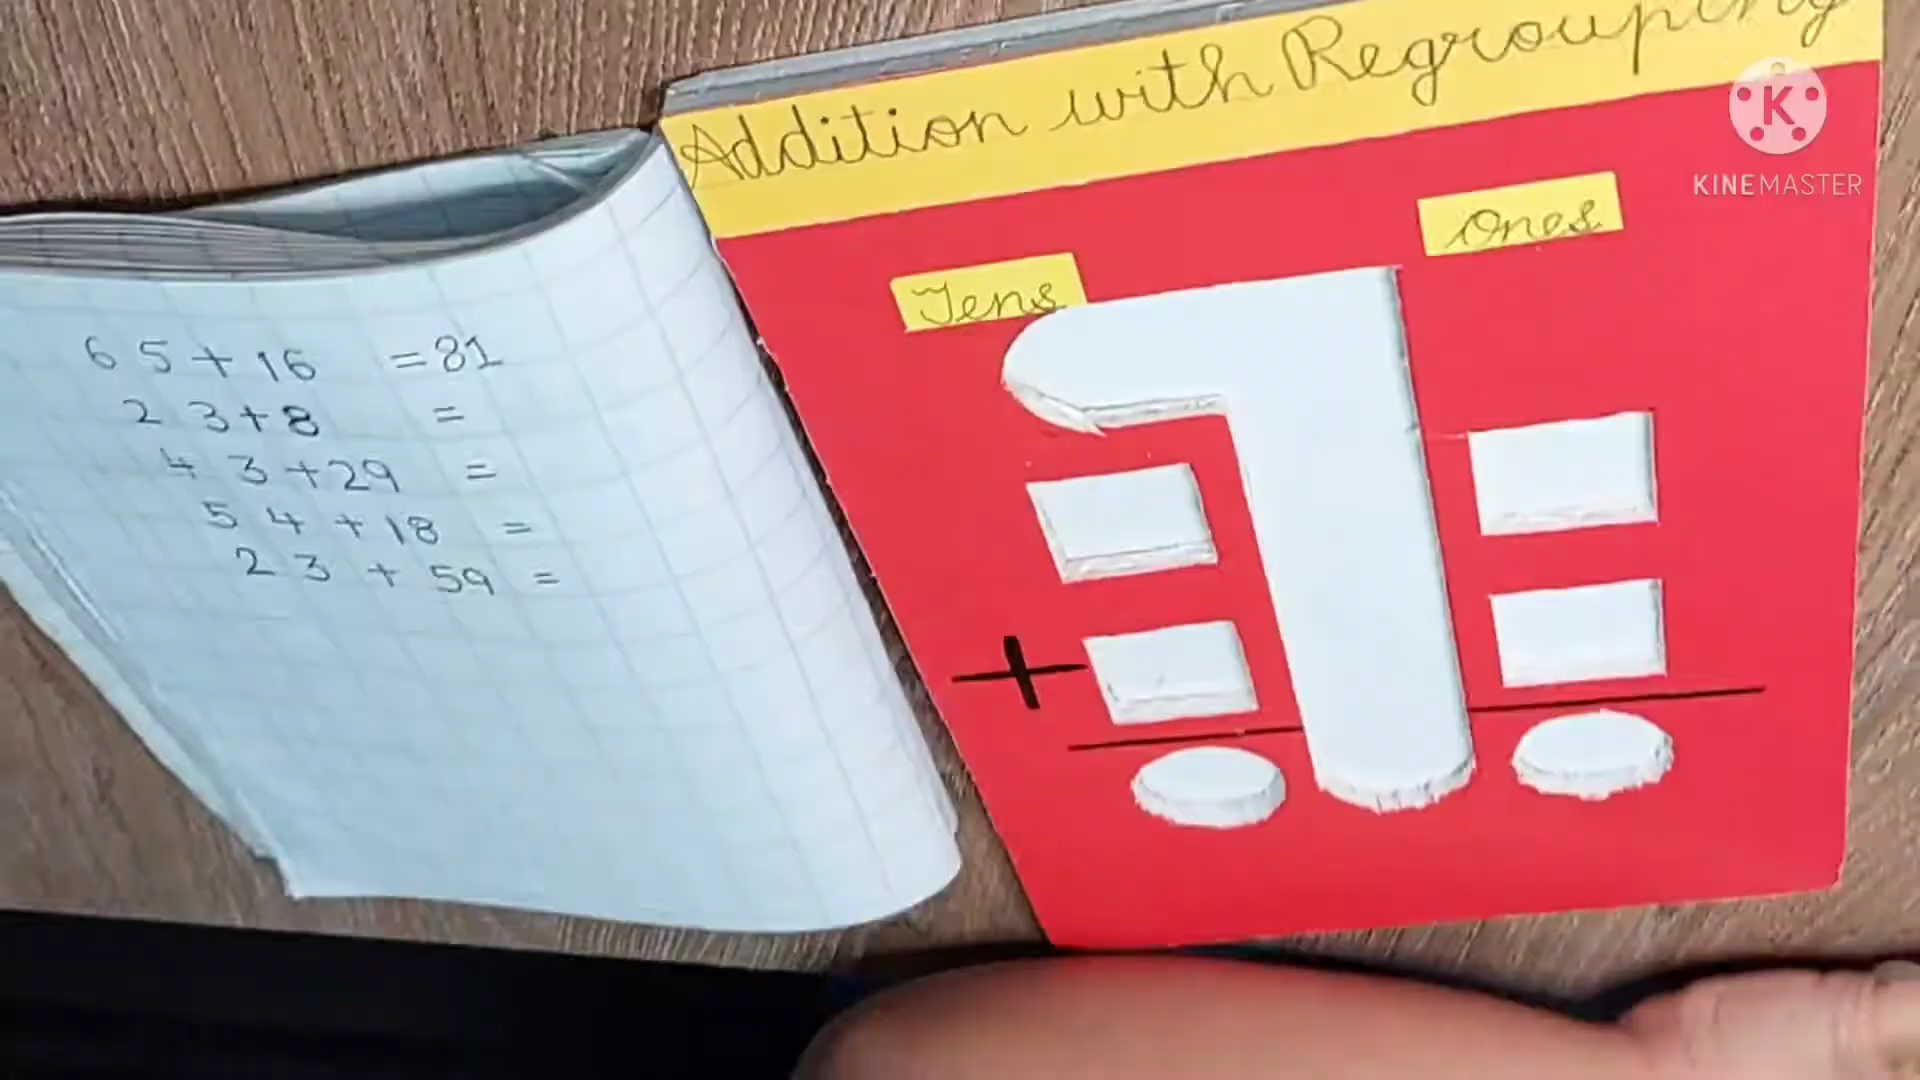 65+16 =81
23+8 =
43+29 =
54+18 =
23+59 =
Addition with Regrouping
Tens
Ones
+
K
KINEMASTER